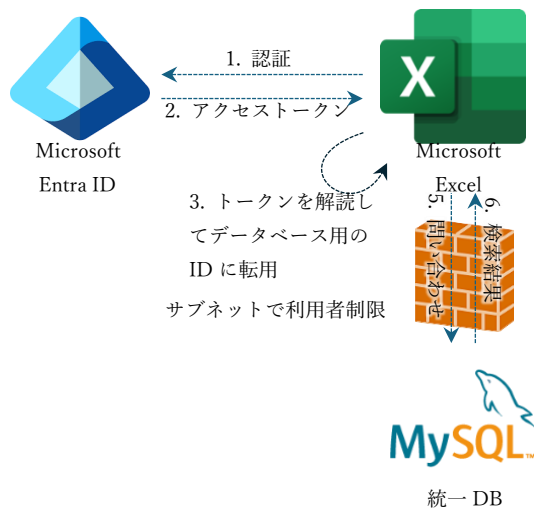 1. 認証
2. アクセストークン
X
Microsoft
Entra ID
Microsoft
Excel
3. トークンを解読し
てデータベース用の
ID に転用
サブネットで利用者制限
5. 問い合わせ
6. 検索結果
MySQL™
統一 DB